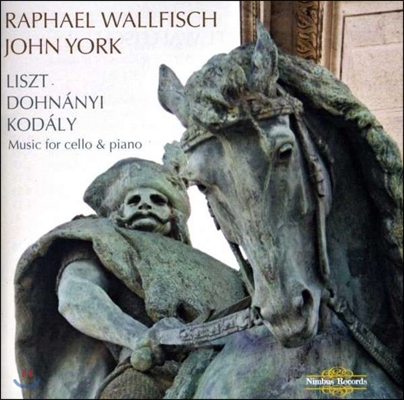 RAPHAEL WALLFISCH
JOHN YORK
LISZT
DOHNÁNYI
KODÁLY
Music for cello & piano
Nimbus Records